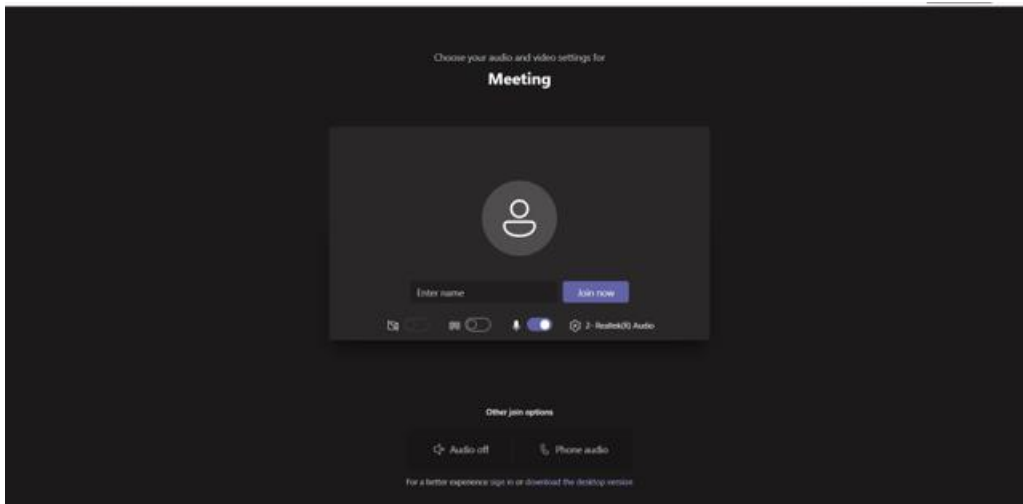 Choose your audio and video settings for
Meeting
Enter name
Join now
2- Realtek(R) Audio
Other join options
Audio off
Phone audio
For a better experience sign in or download the desktop version